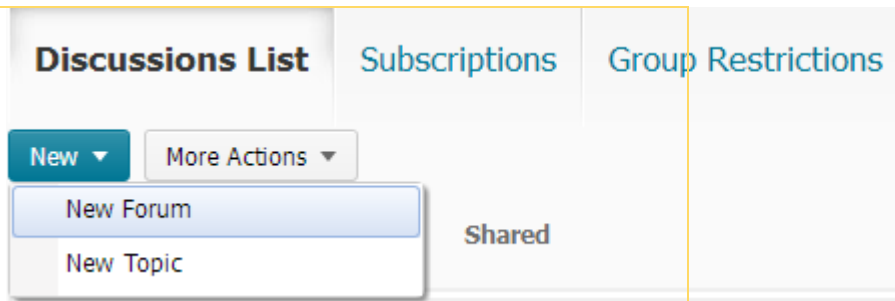 Discussions List Subscriptions Group Restrictions
New More Actions
New Forum
Shared
New Topic